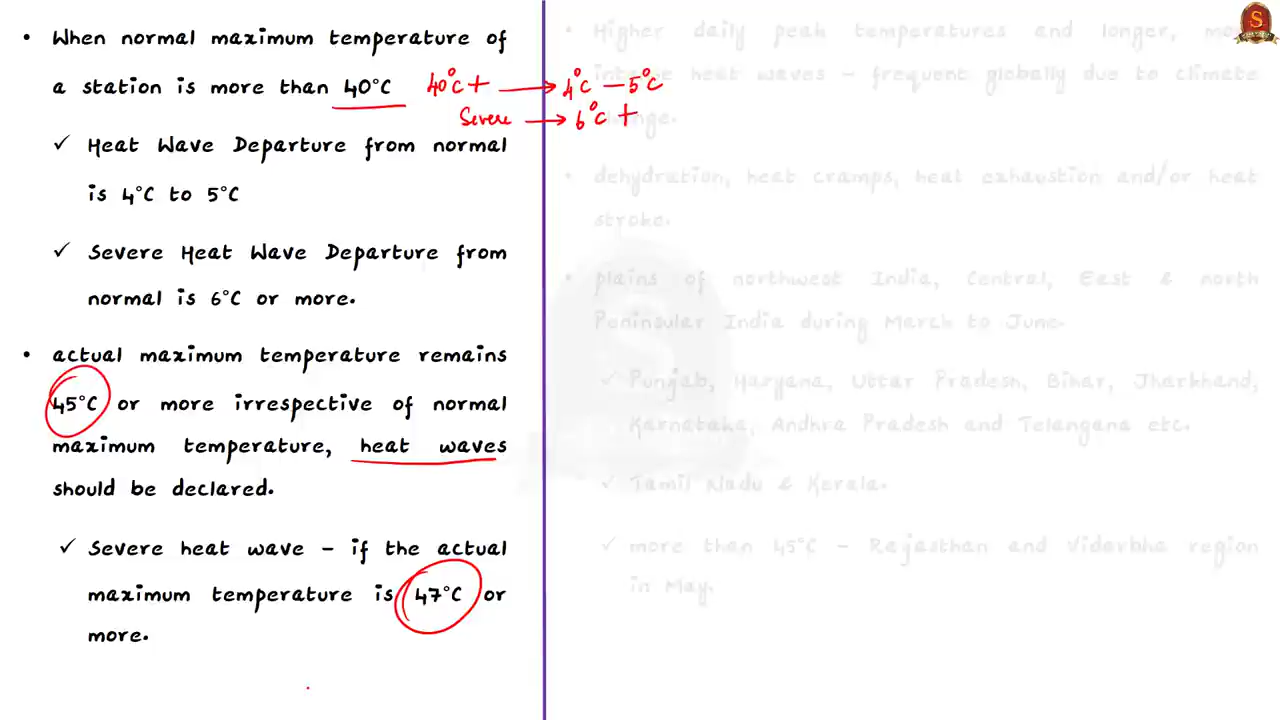 • When normal maximum temperature of
a station is more than 40°C
40°C + → 4°C – 5°C
Severe → 6°C +
✓ Heat Wave Departure from normal
is 4°C to 5°C
✓ Severe Heat Wave Departure from
normal is 6°C or more.
• actual maximum temperature remains
45°C or more irrespective of normal
maximum temperature, heat waves
should be declared.
✓ Severe heat wave – if the actual
maximum temperature is 47°C or
more.
• Higher daily peak temperatures and longer,
heat waves – frequent globally due to climate
• dehydration, heat cramps, heat exhaustion and/or heat
stroke.
• plains of northwest India, Central, East & north
Peninsular India during March to June.
✓ Punjab, Haryana, Uttar Pradesh, Bihar, Jharkhand,
Karnataka, Andhra Pradesh and Telangana etc.
✓ Tamil Nadu & Kerala.
✓ more than 45°C – Rajasthan and Vidarbha region
in May.
S